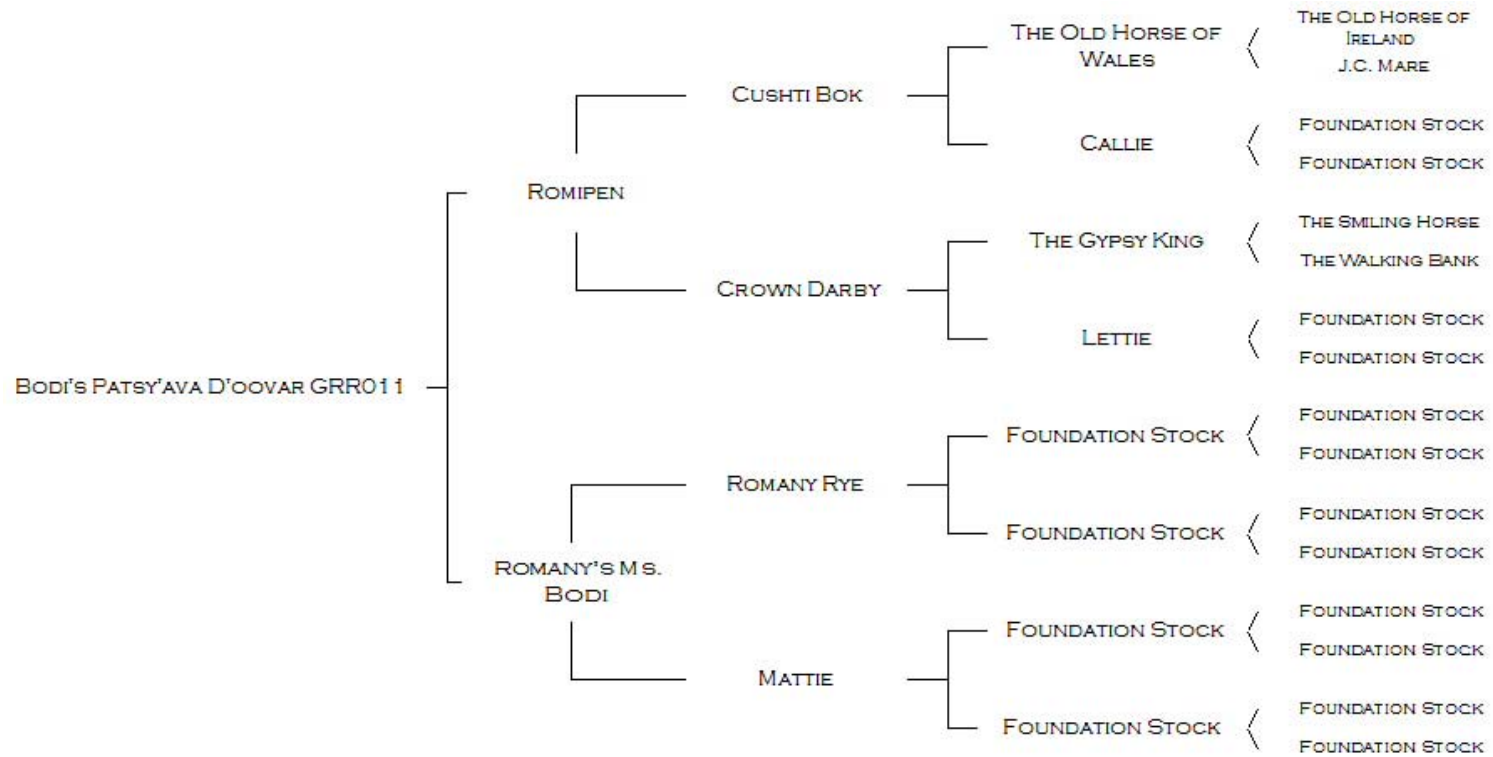 The Old Horse of
Ireland
J.C. Mare
The Old Horse of
Wales
Cushti Bok
Foundation Stock
Callie
Foundation Stock
Romipen
The Smiling Horse
The Gypsy King
The Walking Bank
Crown Darby
Foundation Stock
Lettie
Foundation Stock
Bodi's Patsy'ava D'oovar GRR011
Foundation Stock
Foundation Stock
Foundation Stock
Romany Rye
Foundation Stock
Foundation Stock
Foundation Stock
Romany's Ms.
Bodi
Foundation Stock
Foundation Stock
Foundation Stock
Mattie
Foundation Stock
Foundation Stock
Foundation Stock